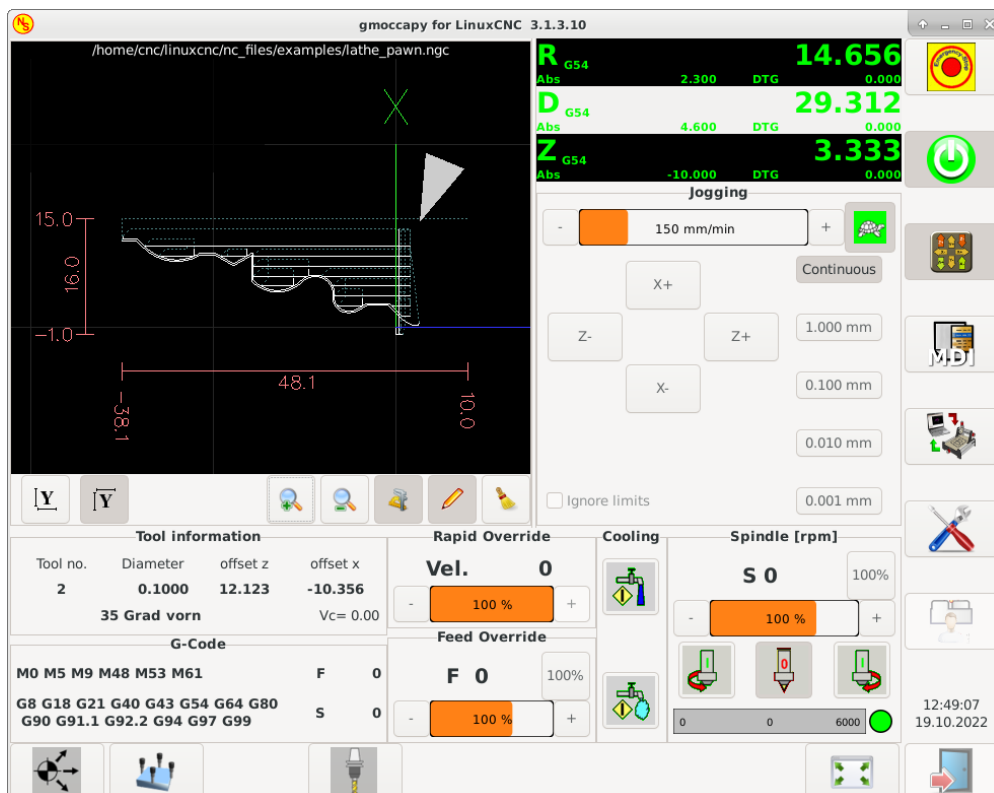 NS
gmoccapy for LinuxCNC 3.1.3.10
/home/cnc/linuxcnc/nc_files/examples/lathe_pawn.ngc
X
15.0
16.0
-1.0
48.1
-38.1
10.0
R G54 14.656
Abs 2.300 DTG 0.000
D G54 29.312
Abs 4.600 DTG 0.000
Z G54 3.333
Abs -10.000 DTG 0.000
Jogging
- 150 mm/min +
Continuous
X+
1.000 mm
Z- Z+
0.100 mm
X-
0.010 mm
Ignore limits 0.001 mm
Emergency-Stop
MDI
Y Y
Tool information
Tool no. Diameter offset z offset x
2 0.1000 12.123 -10.356
35 Grad vorn Vc= 0.00
G-Code
M0 M5 M9 M48 M53 M61 F 0
G8 G18 G21 G40 G43 G54 G64 G80
G90 G91.1 G92.2 G94 G97 G99
S 0
Rapid Override
Vel. 0
- 100 % +
Feed Override
F 0 100%
- 100 % +
Cooling
Spindle [rpm]
S 0 100%
- 100 % +
I 0 I
0 0 6000
12:49:07
19.10.2022